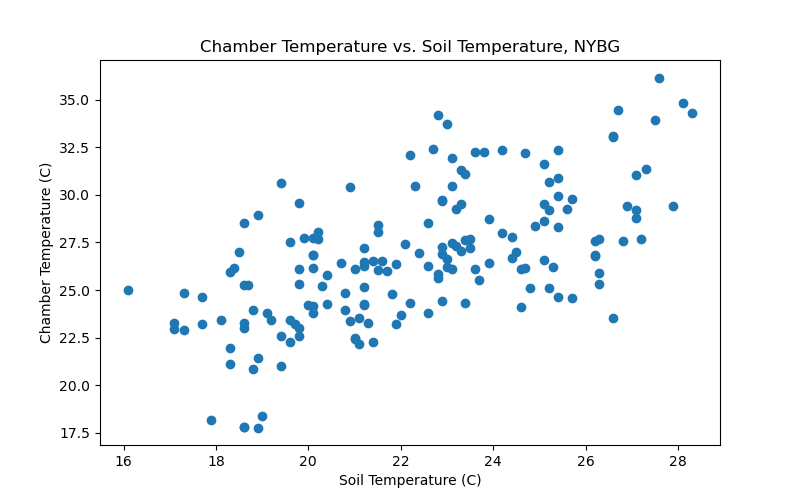 Chamber Temperature vs. Soil Temperature, NYBG
35.0
32.5
30.0
27.5
25.0
22.5
20.0
17.5
Chamber Temperature (C)
16 18 20 22 24 26 28
Soil Temperature (C)